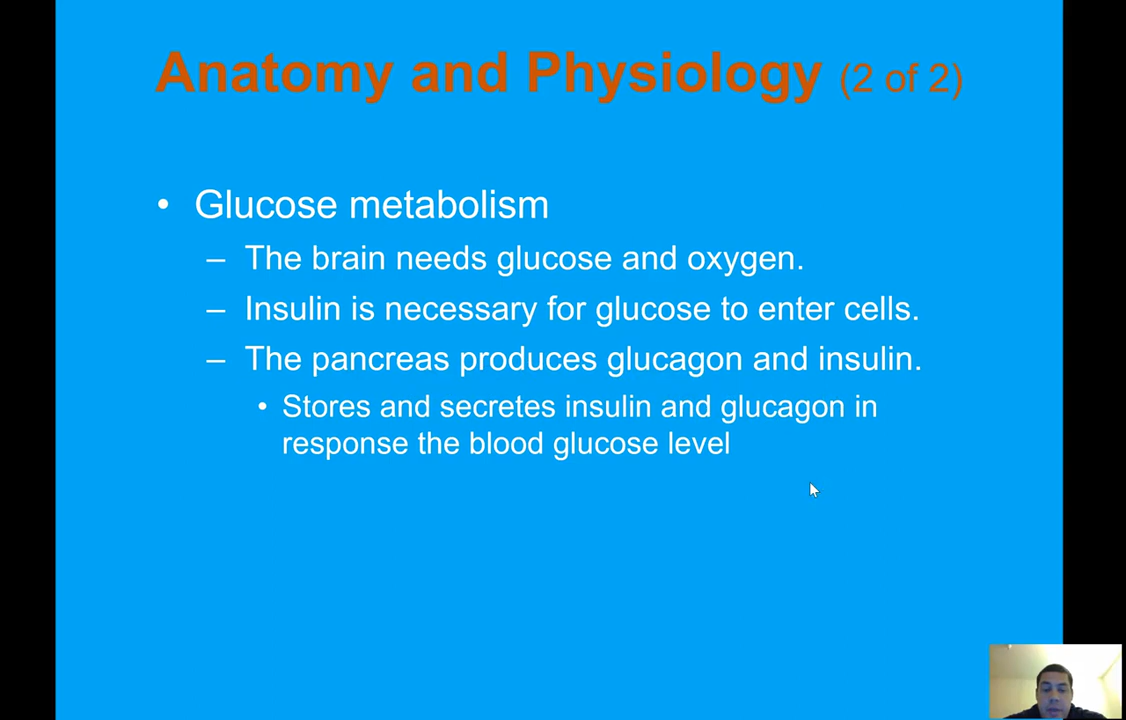 Anatomy and Physiology (2 of 2)
• Glucose metabolism
– The brain needs glucose and oxygen.
– Insulin is necessary for glucose to enter cells.
– The pancreas produces glucagon and insulin.
• Stores and secretes insulin and glucagon in
response the blood glucose level